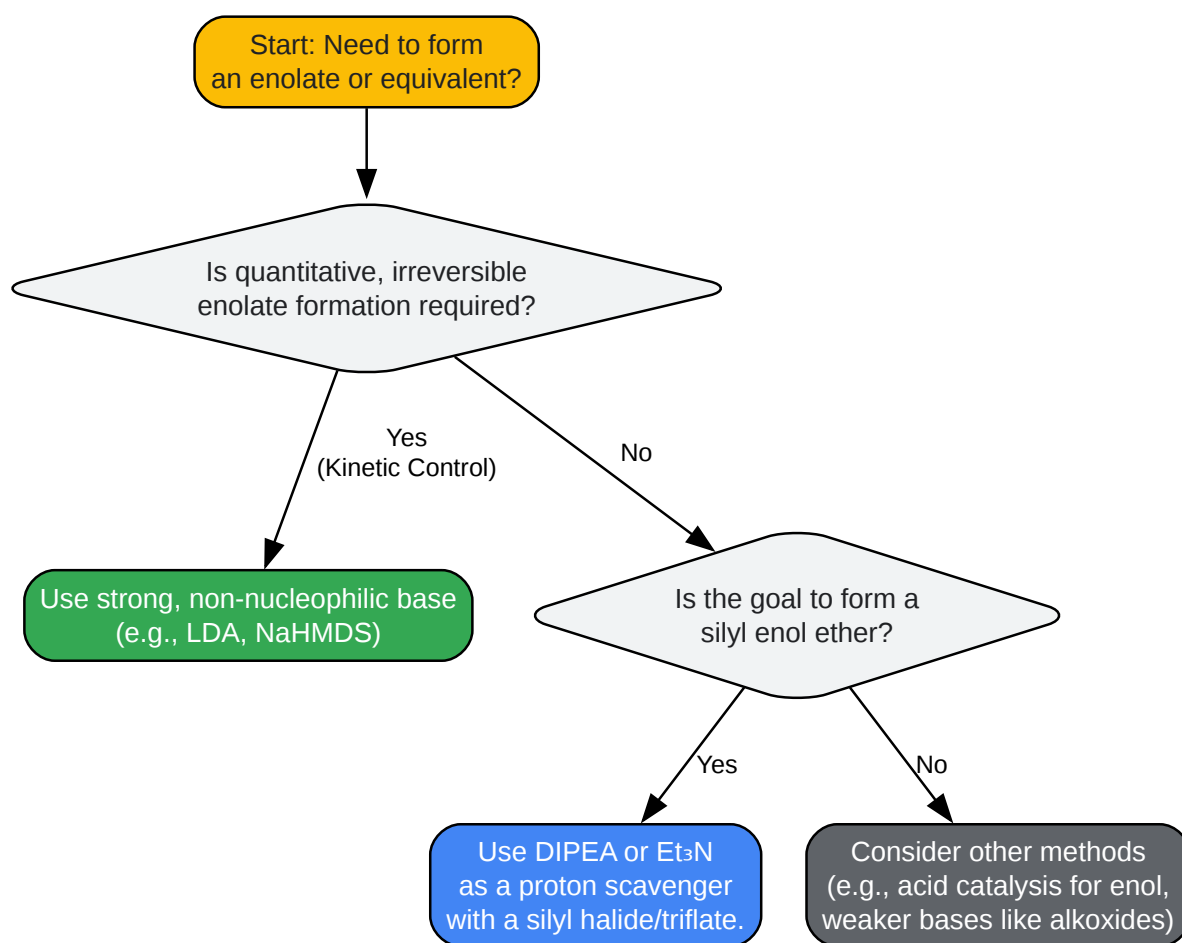 Start: Need to form
an enolate or equivalent?
Is quantitative, irreversible
enolate formation required?
Yes
(Kinetic Control)
No
Use strong, non-nucleophilic base
(e.g., LDA, NaHMDS)
Is the goal to form a
silyl enol ether?
Yes
No
Use DIPEA or Et₃N
as a proton scavenger
with a silyl halide/triflate.
Consider other methods
(e.g., acid catalysis for enol,
weaker bases like alkoxides)